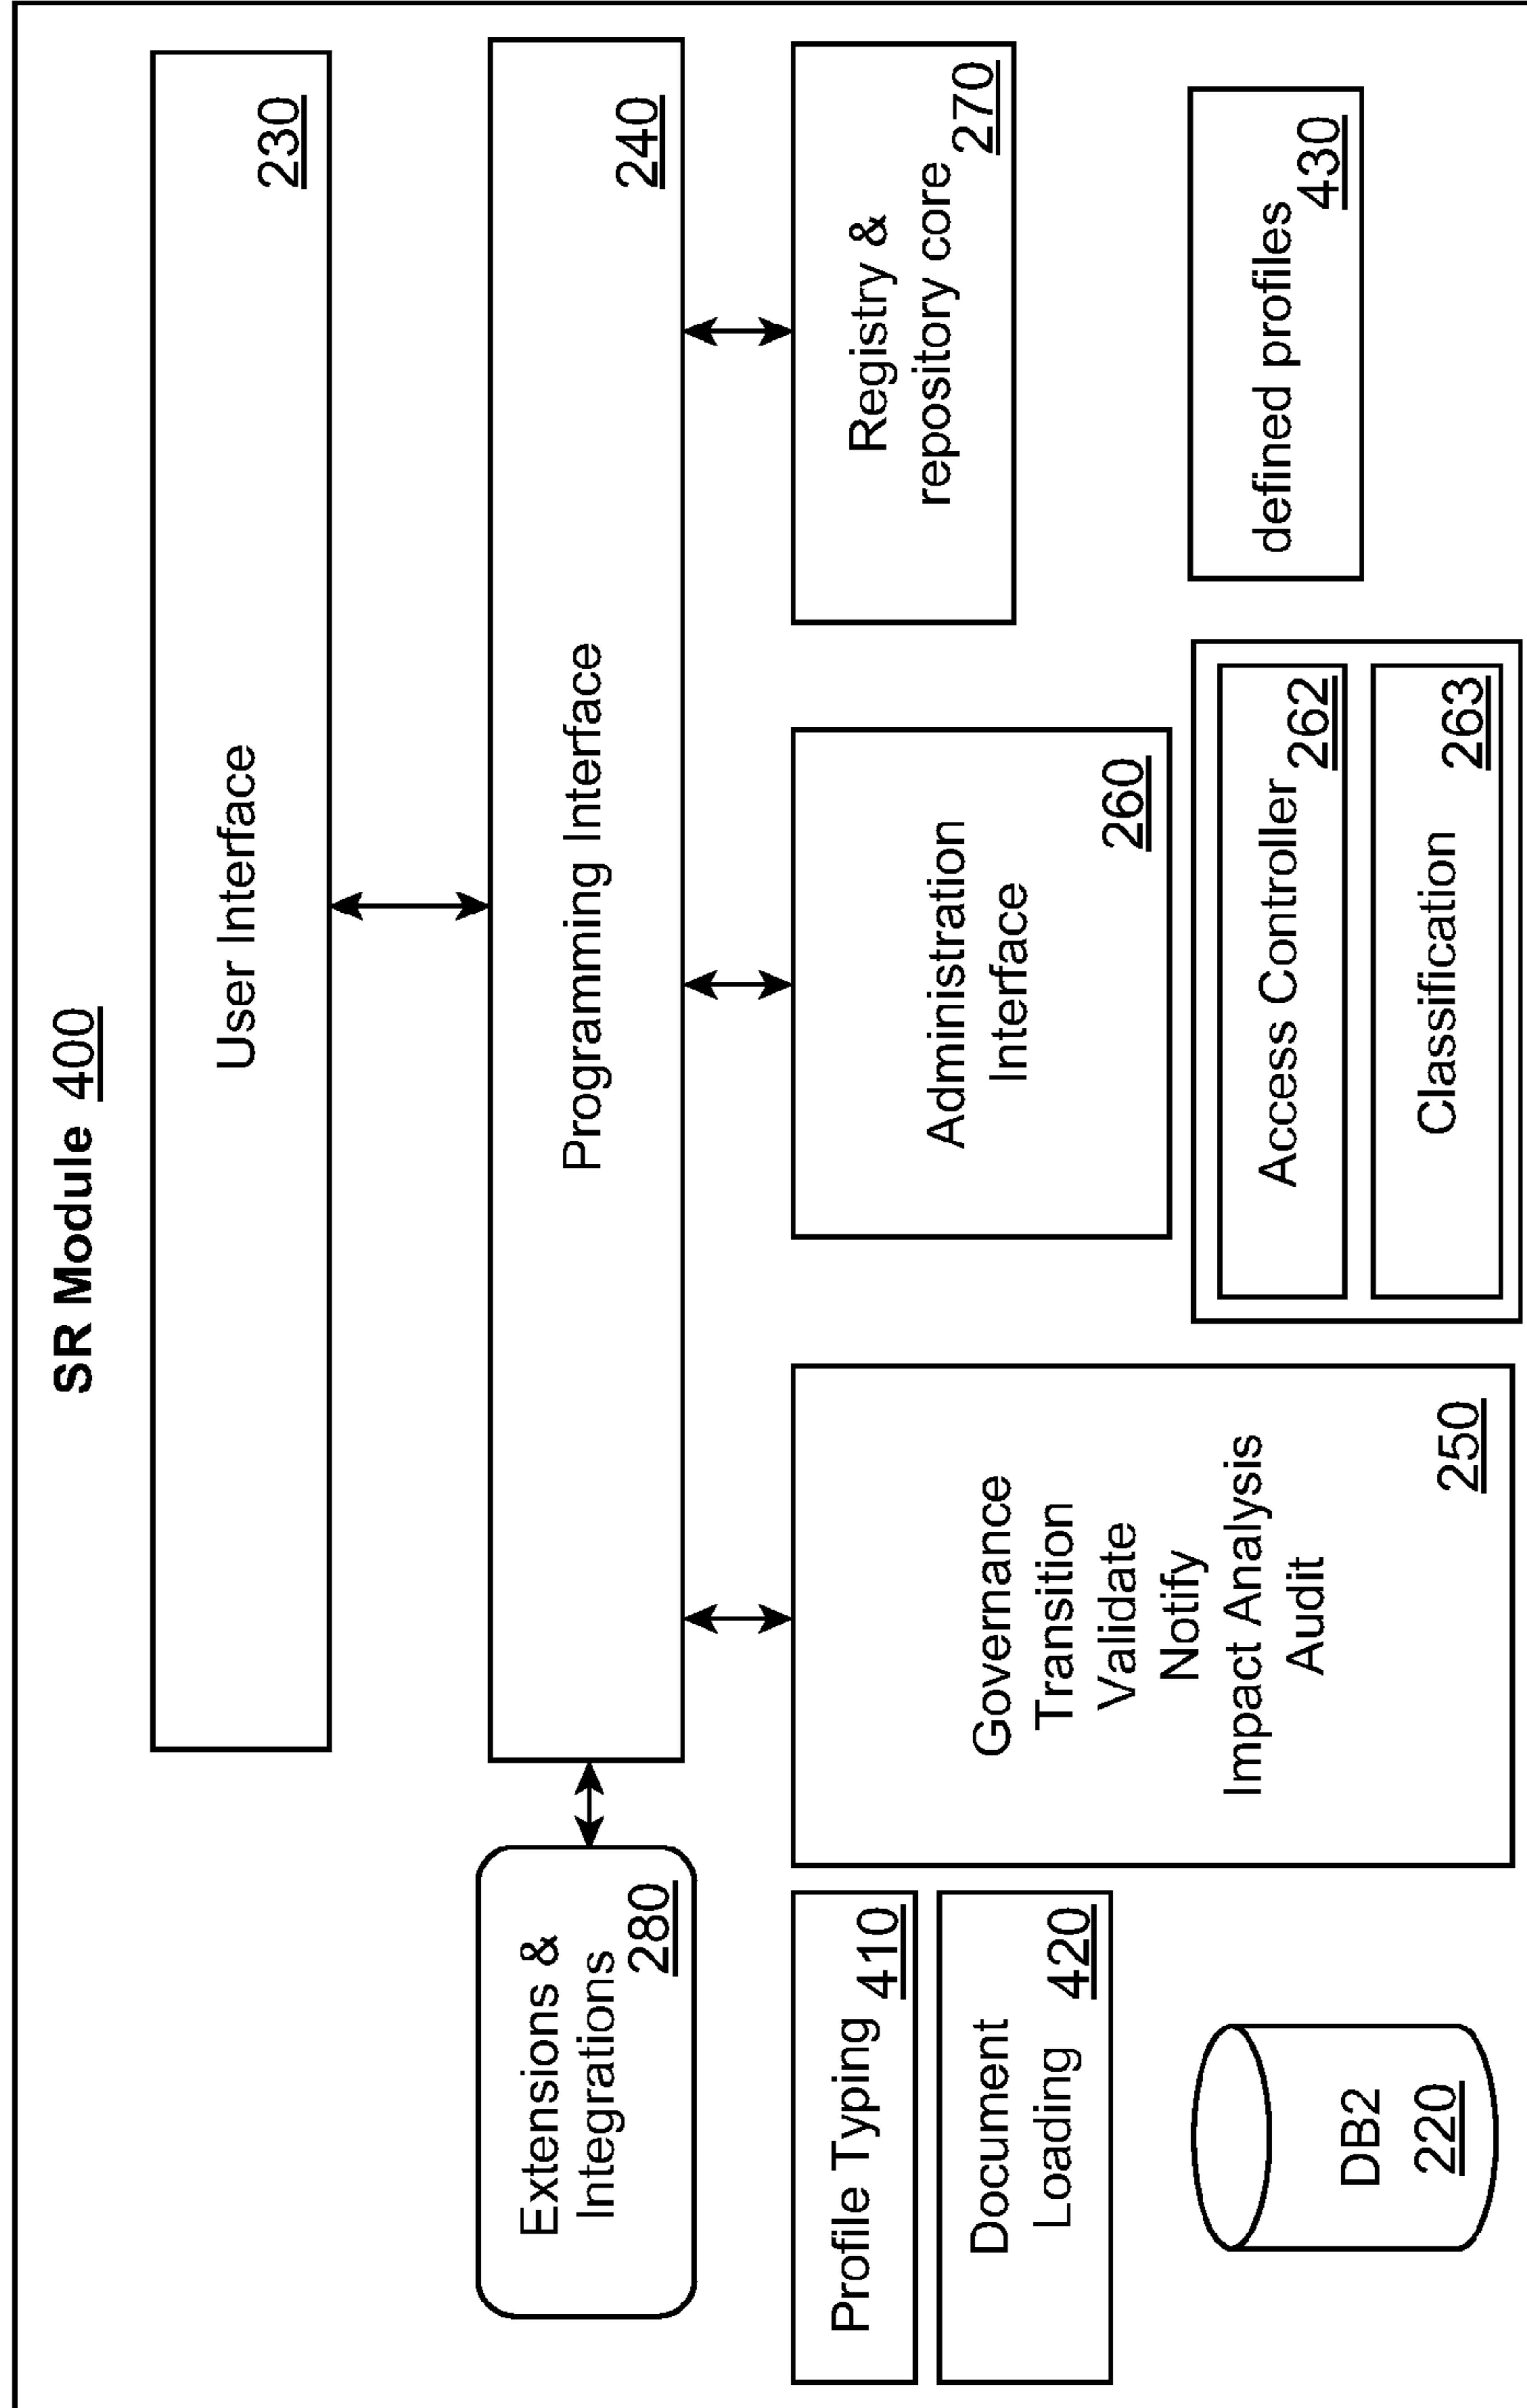 SR Module 400
User Interface
230
Programming Interface
240
Extensions &
Integrations
280
Profile Typing
410
Document
Loading
420
DB2
220
Governance
Transition
Validate
Notify
Impact Analysis
Audit
250
Administration
Interface
260
Access Controller
262
Classification
263
Registry &
repository core
270
defined profiles
430